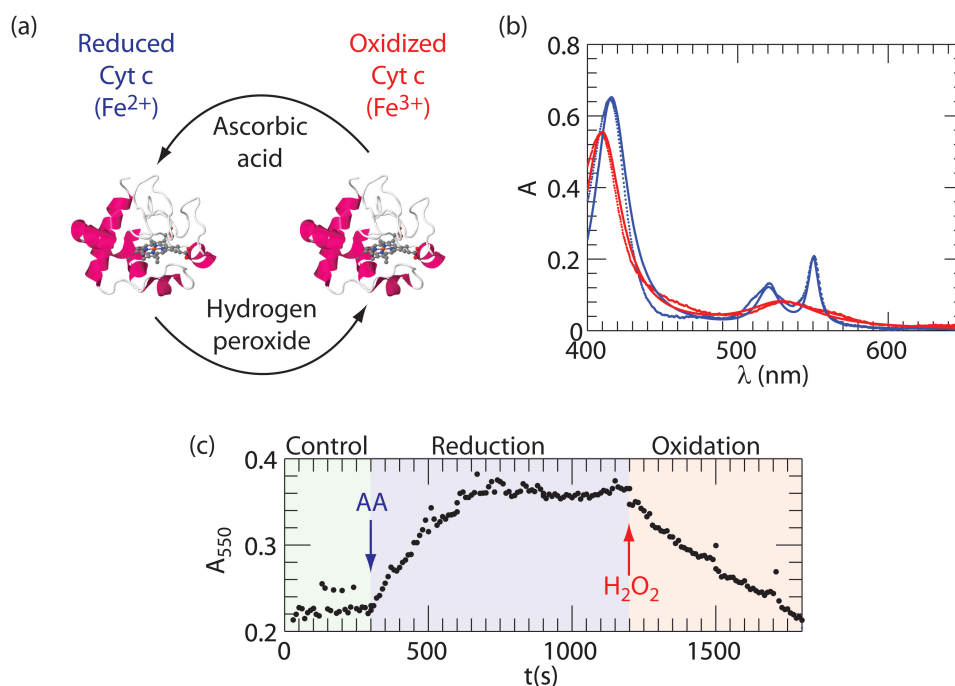 (a)
Reduced
Cyt c
(Fe²⁺)
Oxidized
Cyt c
(Fe³⁺)
Ascorbic
acid
Hydrogen
peroxide
(b)
0.8
0.6
0.4
0.2
0
A
400
500
600
λ (nm)
(c)
Control
Reduction
Oxidation
0.4
0.3
0.2
A₅₅₀
AA
H₂O₂
0
500
1000
1500
t(s)